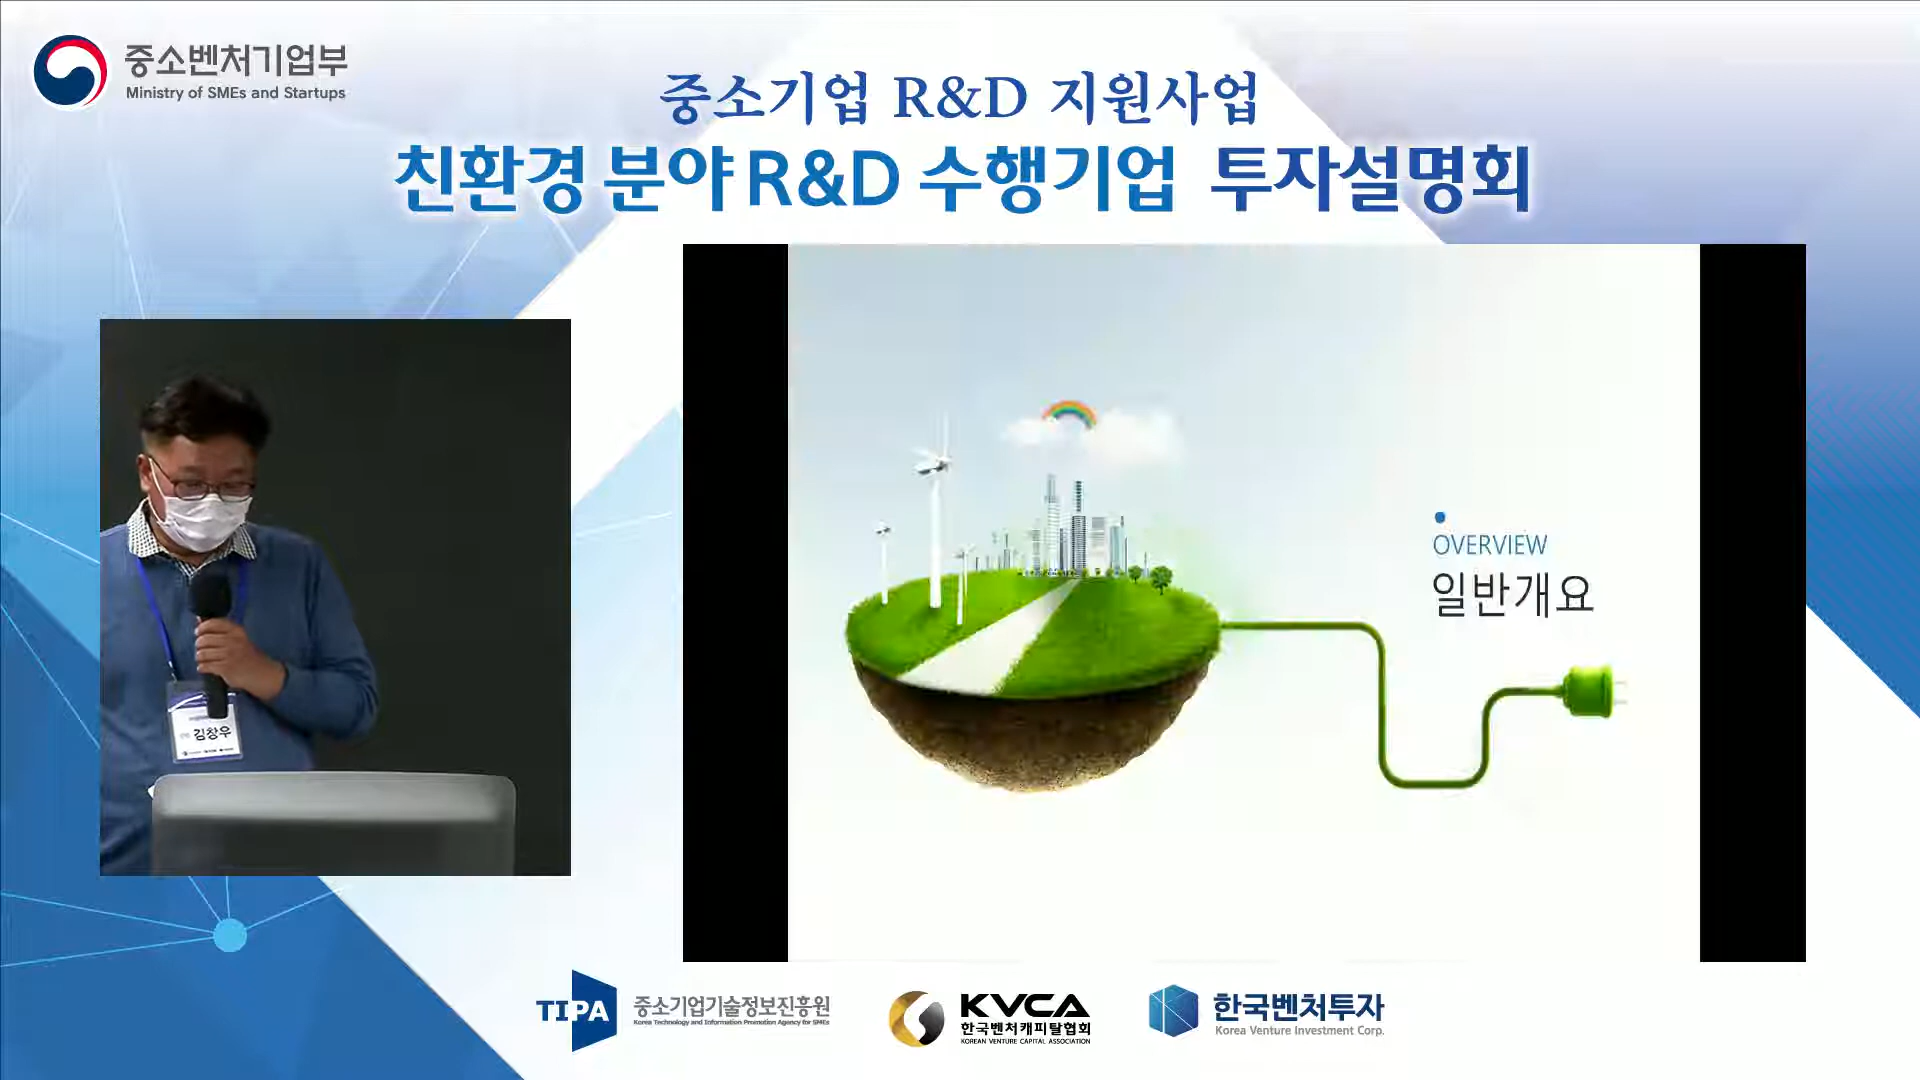 중소벤처기업부
Ministry of SMEs and Startups
중소기업 R&D 지원사업
친환경 분야 R&D 수행기업 투자설명회
OVERVIEW
일반개요
김창우
TIPA 중소기업기술정보진흥원
Korea Technology and Information Promotion Agency for SMEs
KVCA
한국벤처캐피탈협회
KOREAN VENTURE CAPITAL ASSOCIATION
한국벤처투자
Korea Venture Investment Corp.